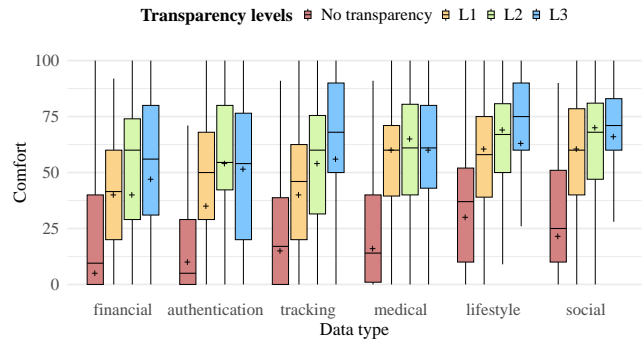 Transparency levels No transparency L1 L2 L3
100
75
50
25
0
Comfort
financial authentication tracking medical lifestyle social
Data type